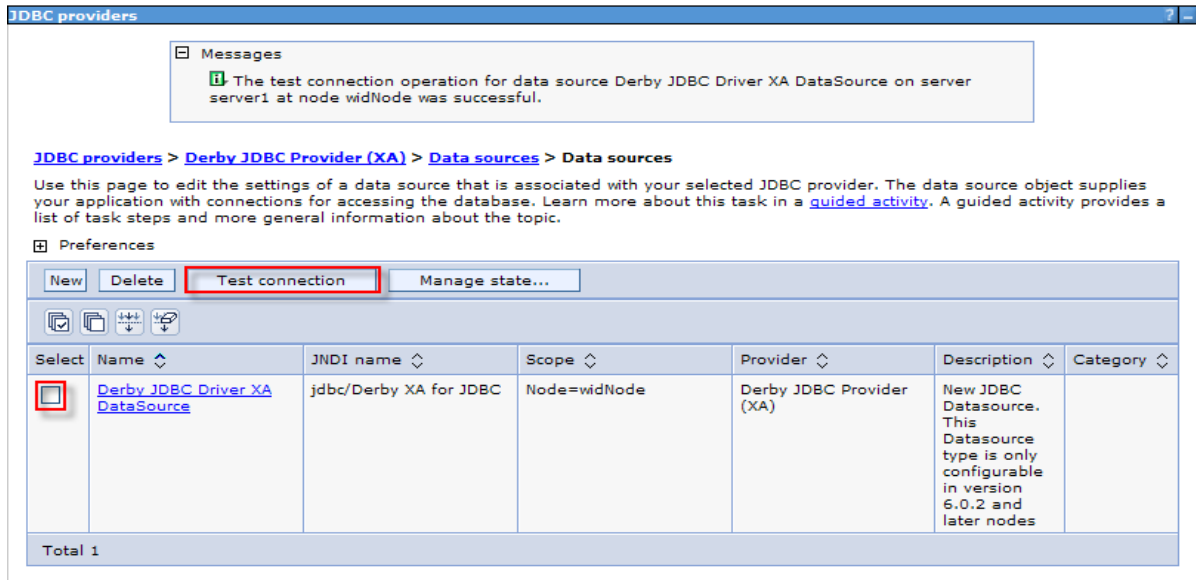 JDBC providers ? _
Messages
The test connection operation for data source Derby JDBC Driver XA DataSource on server
server1 at node widNode was successful.
JDBC providers > Derby JDBC Provider (XA) > Data sources > Data sources
Use this page to edit the settings of a data source that is associated with your selected JDBC provider. The data source object supplies
your application with connections for accessing the database. Learn more about this task in a guided activity. A guided activity provides a
list of task steps and more general information about the topic.
Preferences
New Delete Test connection Manage state...
Select Name JNDI name Scope Provider Description Category
Derby JDBC Driver XA
DataSource
jdbc/Derby XA for JDBC
Node=widNode
Derby JDBC Provider
(XA)
New JDBC
Datasource.
This
Datasource
type is only
configurable
in version
6.0.2 and
later nodes
Total 1